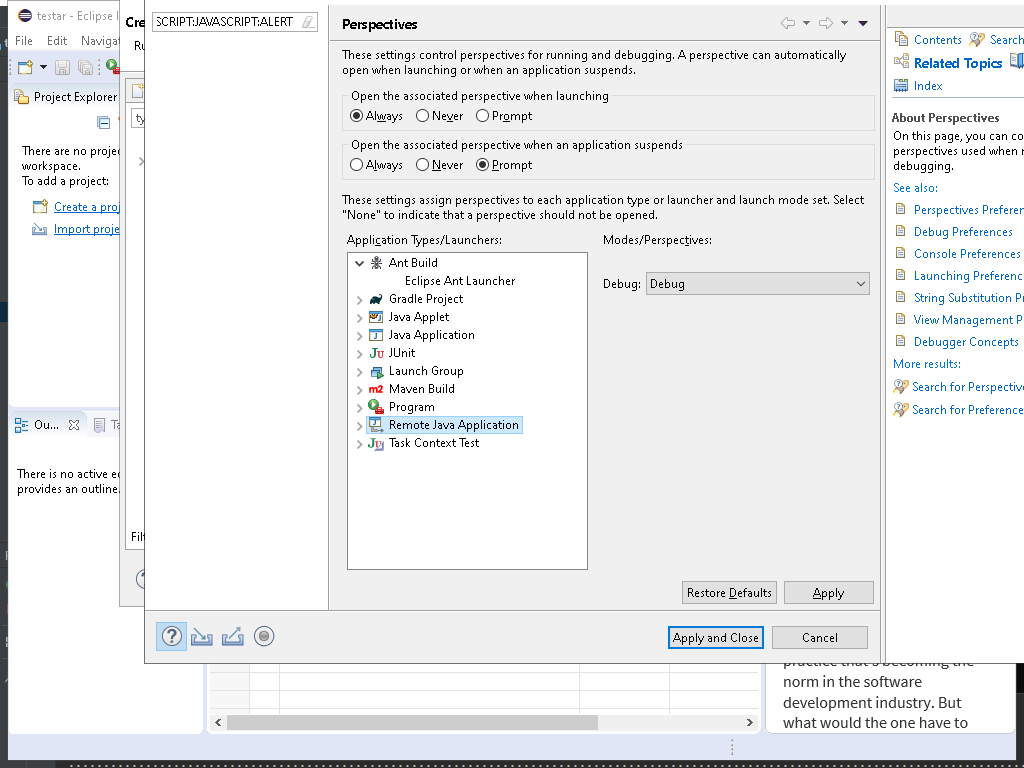 testar - Eclipse I
File Edit Navigat
Project Explorer
There are no projec
workspace.
To add a project:
Create a proj
Import proje
Ou...
Ta
There is no active ed
provides an outline.
Cre
Ru
ty
Filt
SCRIPT:JAVASCRIPT:ALERT
Perspectives
These settings control perspectives for running and debugging. A perspective can automatically
open when launching or when an application suspends.
Open the associated perspective when launching
Always Never Prompt
Open the associated perspective when an application suspends
Always Never Prompt
These settings assign perspectives to each application type or launcher and launch mode set. Select
"None" to indicate that a perspective should not be opened.
Application Types/Launchers:
Ant Build
Eclipse Ant Launcher
Gradle Project
Java Applet
Java Application
JUnit
Launch Group
m2 Maven Build
Program
Remote Java Application
Task Context Test
Modes/Perspectives:
Debug: Debug
Restore Defaults Apply
Apply and Close Cancel
Contents Search
Related Topics
Index
About Perspectives
On this page, you can co
perspectives used when r
debugging.
See also:
Perspectives Preferen
Debug Preferences
Console Preferences
Launching Preferenc
String Substitution Pr
View Management P
Debugger Concepts
More results:
Search for Perspective
Search for Preference
practice that's becoming the
norm in the software
development industry. But
what would the one have to